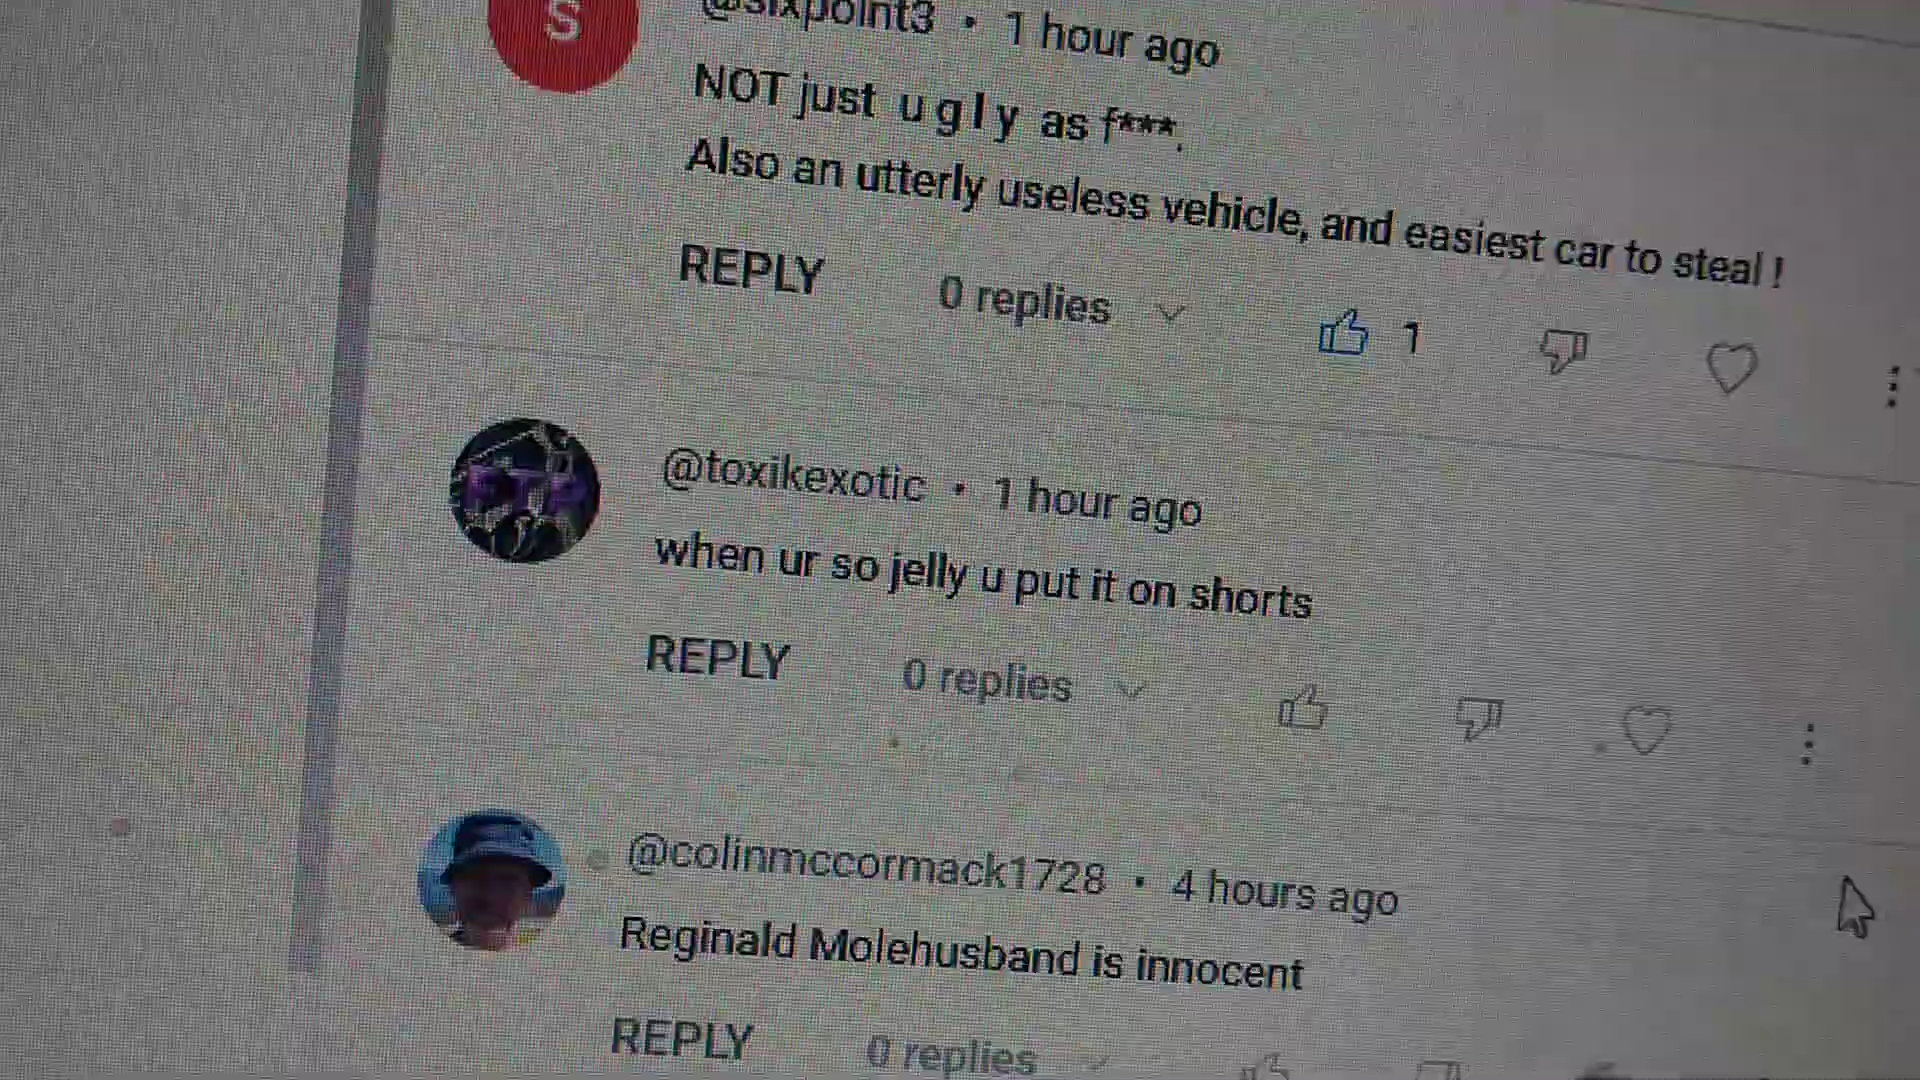 S
@sixpoint3 • 1 hour ago
NOT just u g l y as f***.
Also an utterly useless vehicle, and easiest car to steal !
REPLY 0 replies 1
@toxikexotic • 1 hour ago
when ur so jelly u put it on shorts
REPLY 0 replies
@colinmccormack1728 • 4 hours ago
Reginald Molehusband is innocent
REPLY 0 replies